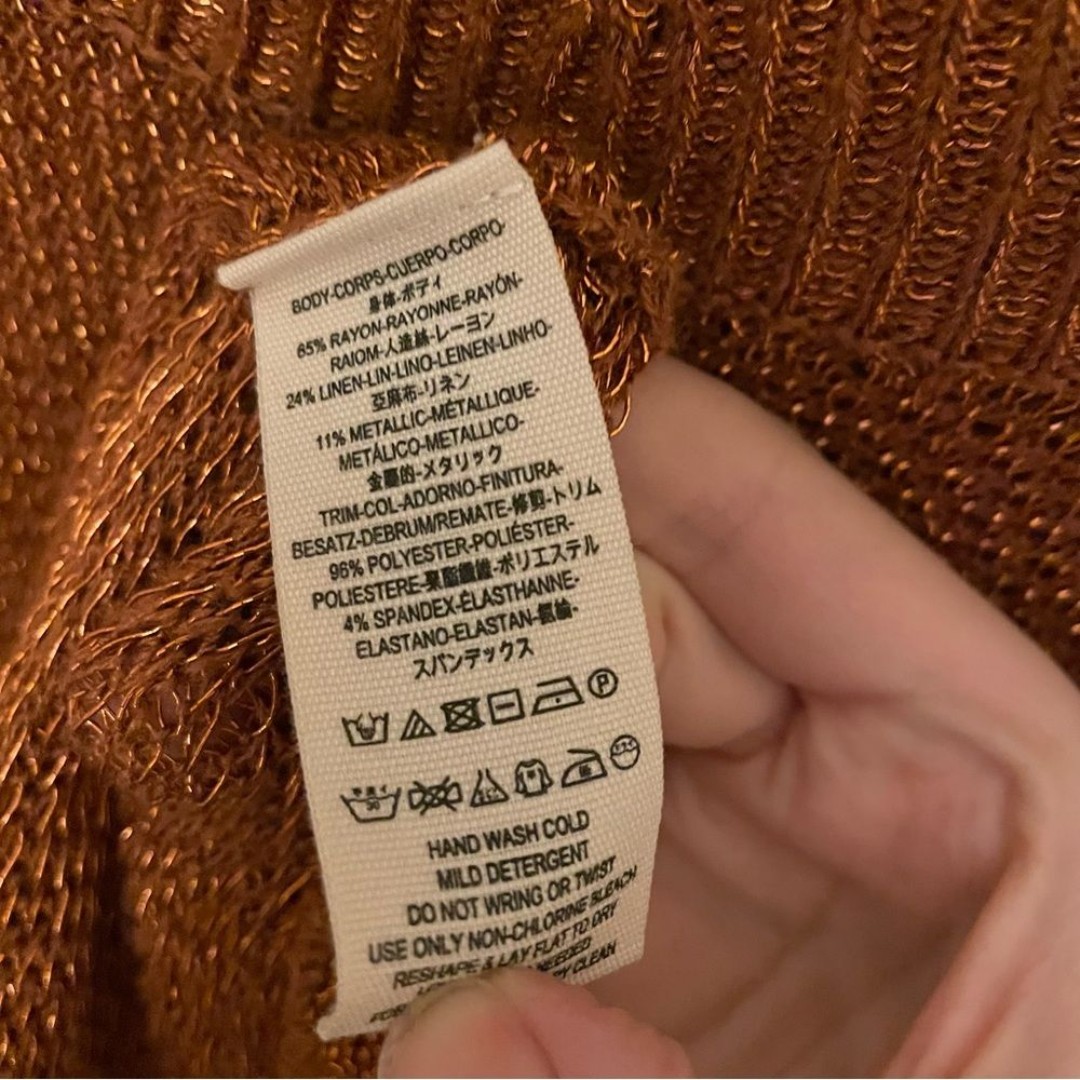 BODY-CORPS-CUERPO-CORPO-
身体-ボディ
65% RAYON-RAYONNE-RAYÓN-
RAIOM-人造絲-レーヨン
24% LINEN-LIN-LINO-LEINEN-LINHO-
亞麻布-リネン
11% METALLIC-MÉTALLIQUE-
METÁLICO-METALLICO-
金屬的-メタリック
TRIM-COL-ADORNO-FINITURA-
BESATZ-DEBRUM/REMATE-修剪-トリム
96% POLYESTER-POLIÉSTER-
POLIESTERE-聚脂纖維-ポリエステル
4% SPANDEX-ÉLASTHANNE-
ELASTANO-ELASTAN-氨綸-
スパンデックス
P
HAND WASH COLD
MILD DETERGENT
DO NOT WRING OR TWIST
USE ONLY NON-CHLORINE BLEACH
RESHAPE & LAY FLAT TO DRY
NEEDED
CLEAN